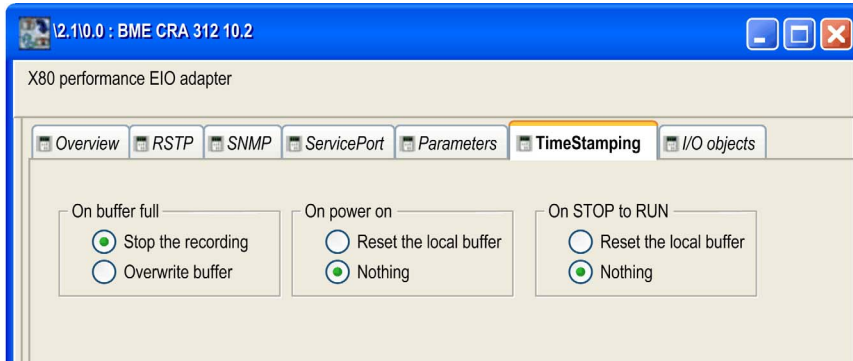 \2.1\0.0 : BME CRA 312 10.2
X80 performance EIO adapter
Overview RSTP SNMP ServicePort Parameters TimeStamping I/O objects
On buffer full On power on On STOP to RUN
Stop the recording Reset the local buffer Reset the local buffer
Overwrite buffer Nothing Nothing